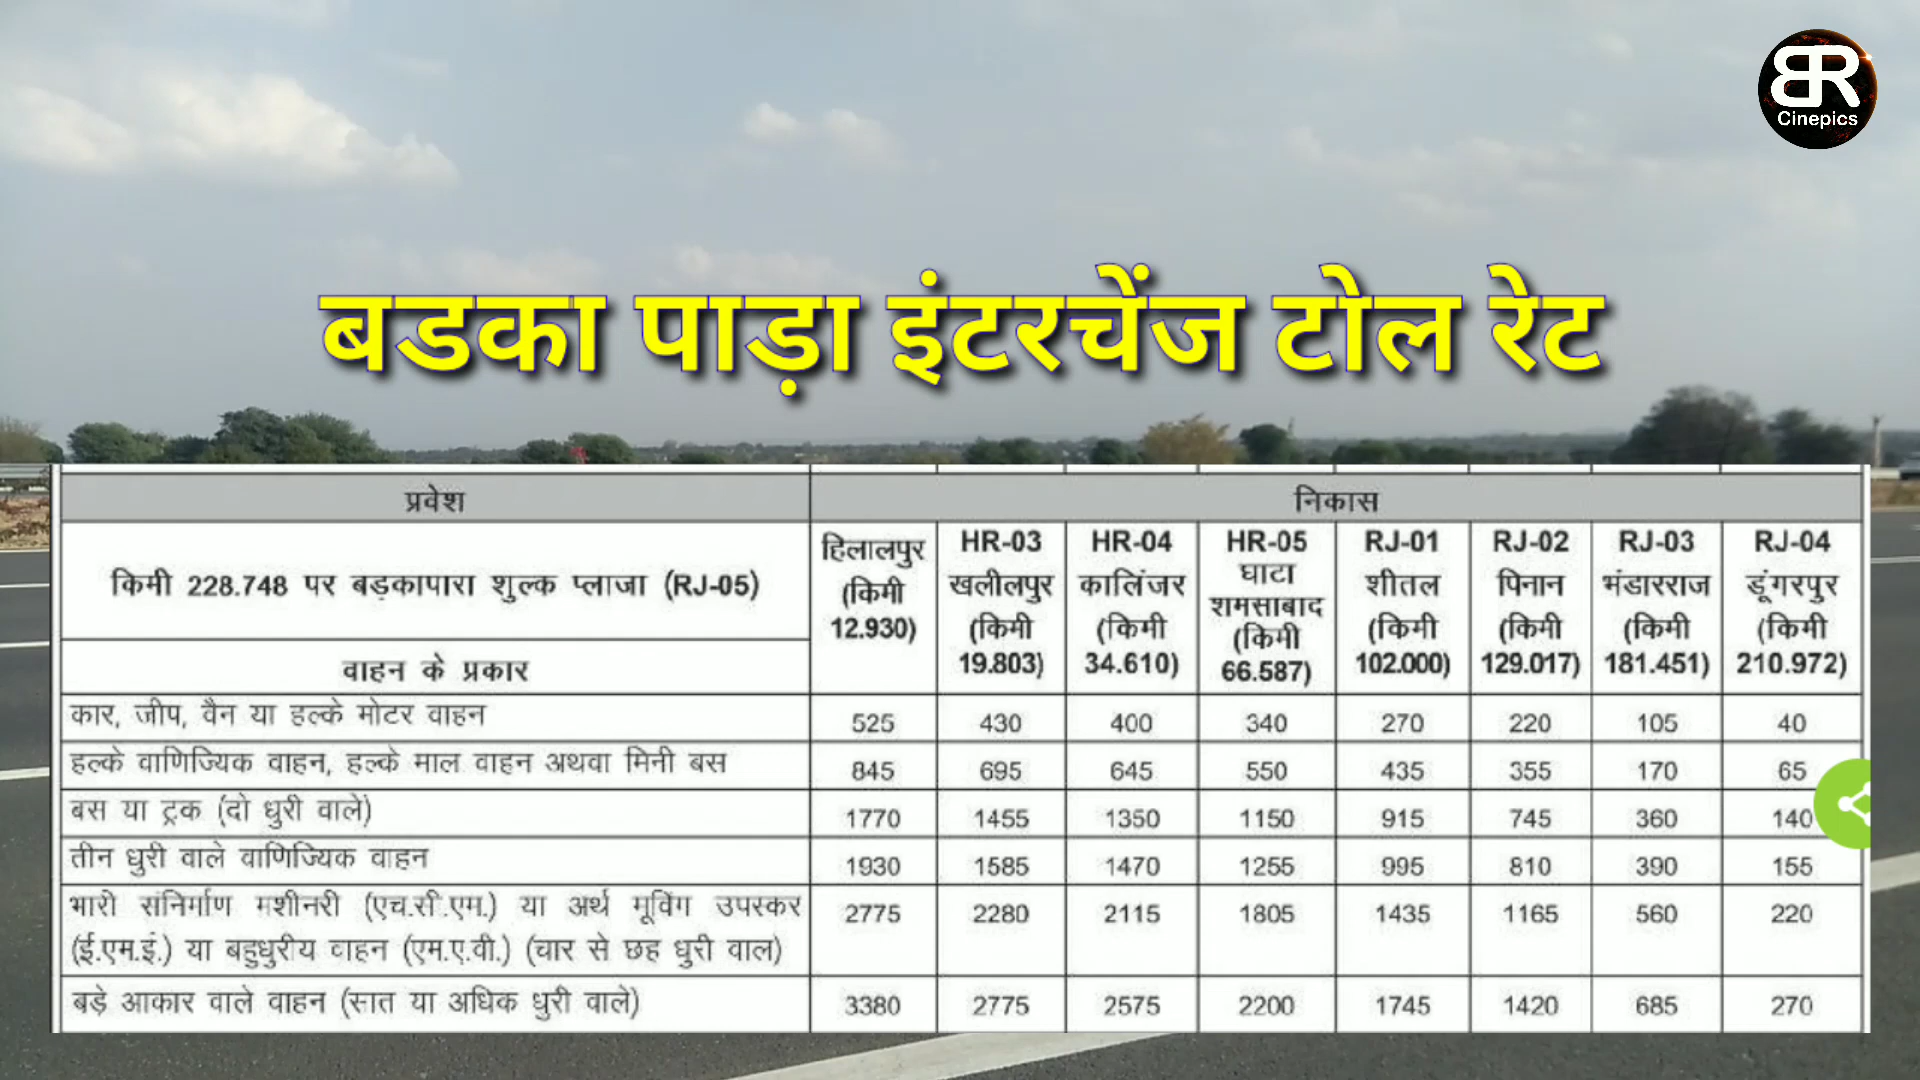 BR
Cinepics
बडका पाड़ा इंटरचेंज टोल रेट
प्रवेश निकास
किमी 228.748 पर बड़कापारा शुल्क प्लाजा (RJ-05)
हिलालपुर (किमी 12.930)
HR-03 खलीलपुर (किमी 19.803)
HR-04 कालिंजर (किमी 34.610)
HR-05 घाटा शमसाबाद (किमी 66.587)
RJ-01 शीतल (किमी 102.000)
RJ-02 पिनान (किमी 129.017)
RJ-03 भंडारराज (किमी 181.451)
RJ-04 डूंगरपुर (किमी 210.972)
वाहन के प्रकार
कार, जीप, वैन या हल्के मोटर वाहन 525 430 400 340 270 220 105 40
हल्के वाणिज्यिक वाहन, हल्के माल वाहन अथवा मिनी बस 845 695 645 550 435 355 170 65
बस या ट्रक (दो धुरी वाले) 1770 1455 1350 1150 915 745 360 140
तीन धुरी वाले वाणिज्यिक वाहन 1930 1585 1470 1255 995 810 390 155
भारी संनिर्माण मशीनरी (एच.सी.एम.) या अर्थ मूविंग उपस्कर 2775 2280 2115 1805 1435 1165 560 220
(ई.एम.ई.) या बहुधुरीय वाहन (एम.ए.वी.) (चार से छह धुरी वाल)
बड़े आकार वाले वाहन (सात या अधिक धुरी वाले) 3380 2775 2575 2200 1745 1420 685 270